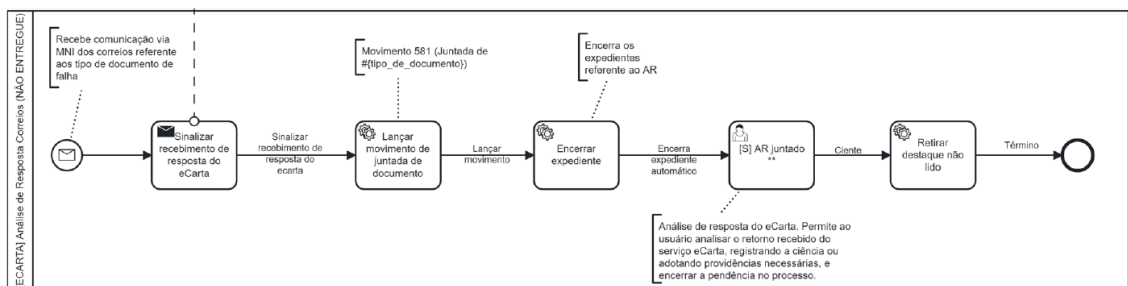 ECARTA] Análise de Resposta Correios (NÃO ENTREGUE)
Recebe comunicação via
MNI dos correios referente
aos tipo de documento de
falha
Sinalizar
recebimento de
resposta do
eCarta
Sinalizar
recebimento de
resposta do
ecarta
Movimento 581 (Juntada de
#{tipo_de_documento})
Lançar
movimento de
juntada de
documento
Lançar
movimento
Encerra os
expedientes
referente ao AR
Encerrar
expediente
Encerra
expediente
automático
[S] AR juntado
**
Análise de resposta do eCarta. Permite ao
usuário analisar o retorno recebido do
serviço eCarta, registrando a ciência ou
adotando providências necessárias, e
encerrar a pendência no processo.
Ciente
Retirar
destaque não
lido
Término